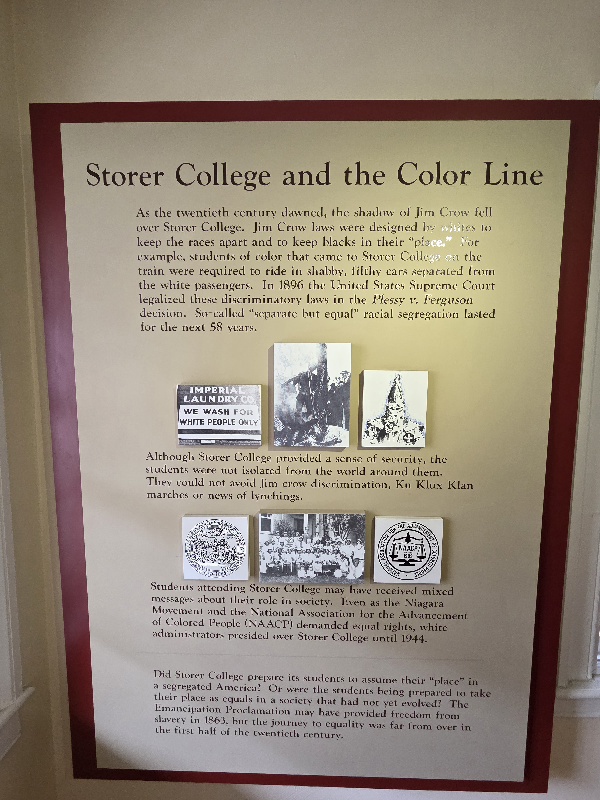 Storer College and the Color Line
As the twentieth century dawned, the shadow of Jim Crow fell
over Storer College. Jim Crow laws were designed by whites to
keep the races apart and to keep blacks in their "place." For
example, students of color that came to Storer College on the
train were required to ride in shabby, filthy cars separated from
the white passengers. In 1896 the United States Supreme Court
legalized these discriminatory laws in the Plessy v. Ferguson
decision. So-called "separate but equal" racial segregation lasted
for the next 58 years.
IMPERIAL
LAUNDRY CO
WE WASH FOR
WHITE PEOPLE ONLY
Although Storer College provided a sense of security, the
students were not isolated from the world around them.
They could not avoid Jim crow discrimination, Ku Klux Klan
marches or news of lynchings.
NAACP
Students attending Storer College may have received mixed
messages about their role in society. Even as the Niagara
Movement and the National Association for the Advancement
of Colored People (NAACP) demanded equal rights, white
administrators presided over Storer College until 1944.
Did Storer College prepare its students to assume their "place" in
a segregated America? Or were the students being prepared to take
their place as equals in a society that had not yet evolved? The
Emancipation Proclamation may have provided freedom from
slavery in 1863, but the journey to equality was far from over in
the first half of the twentieth century.